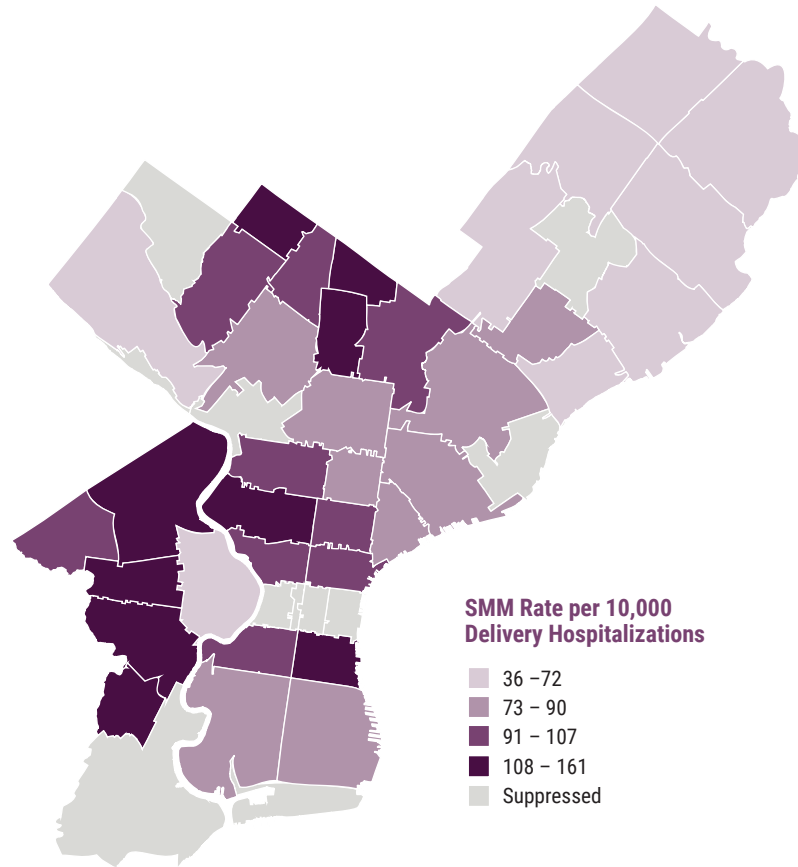 SMM Rate per 10,000
Delivery Hospitalizations
36 –72
73 – 90
91 – 107
108 – 161
Suppressed